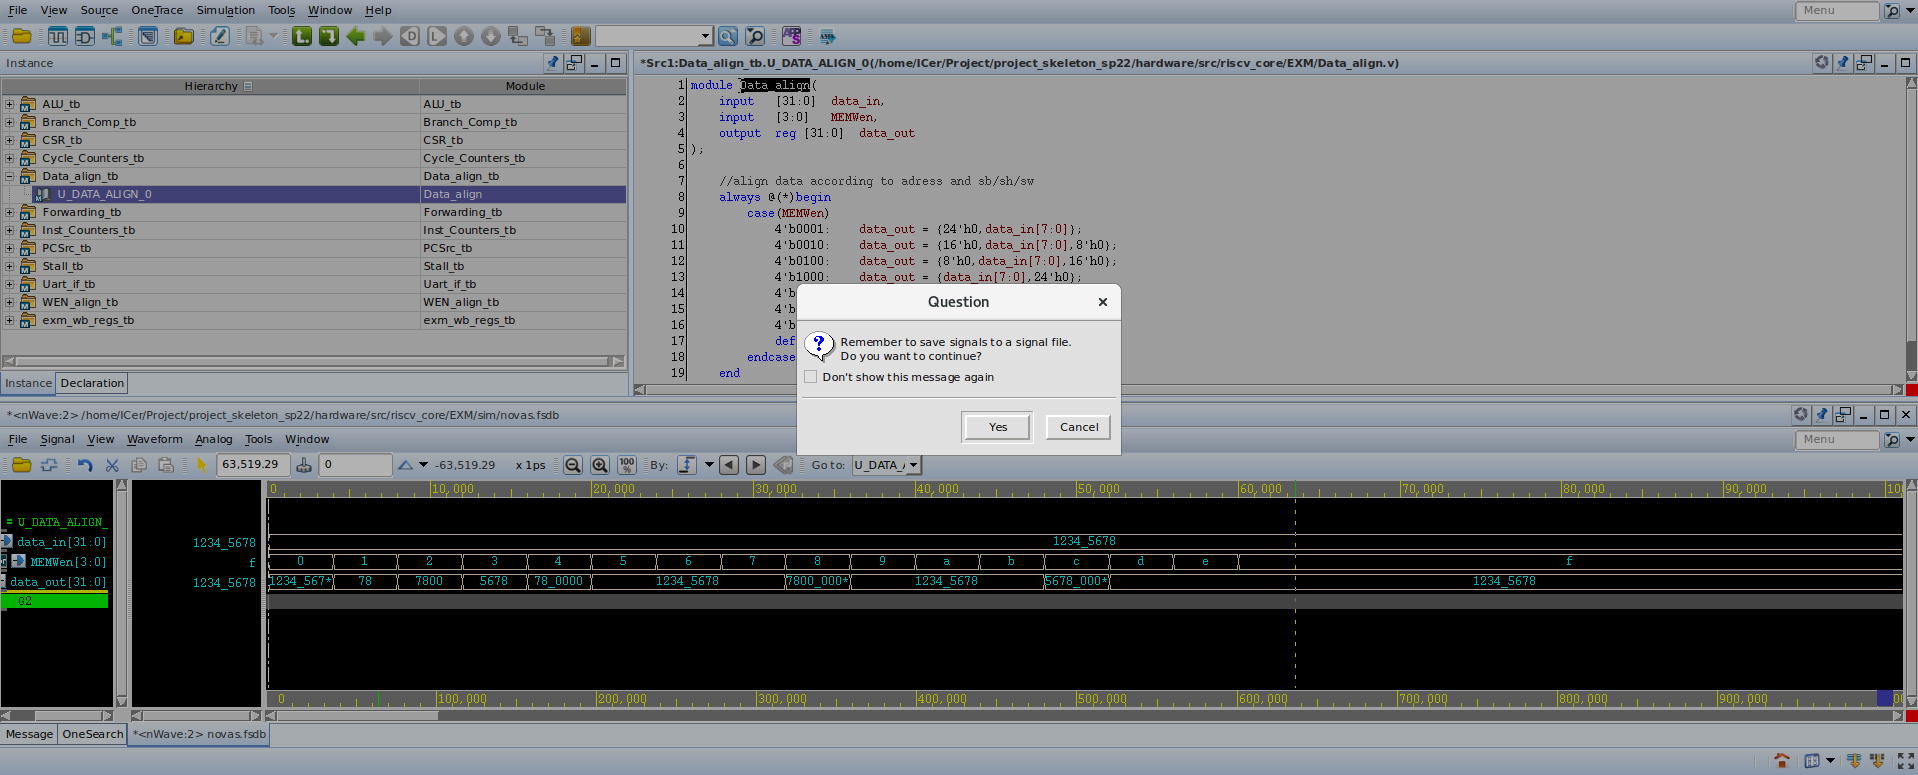 File View Source OneTrace Simulation Tools Window Help Menu
Instance
*Src1:Data_align_tb.U_DATA_ALIGN_0(/home/ICer/Project/project_skeleton_sp22/hardware/src/riscv_core/EXM/Data_align.v)
Hierarchy Module
ALU_tb ALU_tb
Branch_Comp_tb Branch_Comp_tb
CSR_tb CSR_tb
Cycle_Counters_tb Cycle_Counters_tb
Data_align_tb Data_align_tb
U_DATA_ALIGN_0 Data_align
Forwarding_tb Forwarding_tb
Inst_Counters_tb Inst_Counters_tb
PCSrc_tb PCSrc_tb
Stall_tb Stall_tb
Uart_if_tb Uart_if_tb
WEN_align_tb WEN_align_tb
exm_wb_regs_tb exm_wb_regs_tb
Instance Declaration
1 module Data_align(
2 input [31:0] data_in,
3 input [3:0] MEMWen,
4 output reg [31:0] data_out
5 );
6
7 //align data according to adress and sb/sh/sw
8 always @(*)begin
9 case(MEMWen)
10 4'b0001: data_out = {24'h0,data_in[7:0]};
11 4'b0010: data_out = {16'h0,data_in[7:0],8'h0};
12 4'b0100: data_out = {8'h0,data_in[7:0],16'h0};
13 4'b1000: data_out = {data_in[7:0],24'h0};
14 4'b
15 4'b
16 4'b
17 def
18 endcase
19 end
Question
Remember to save signals to a signal file.
Do you want to continue?
Don't show this message again
Yes Cancel
*<nWave:2> /home/ICer/Project/project_skeleton_sp22/hardware/src/riscv_core/EXM/sim/novas.fsdb
File Signal View Waveform Analog Tools Window Menu
63,519.29 0 -63,519.29 x 1ps 100% By: Go to: U_DATA_
0 10,000 20,000 30,000 40,000 50,000 60,000 70,000 80,000 90,000 100
= U_DATA_ALIGN_
data_in[31:0] 1234_5678 1234_5678
MEMWen[3:0] f 0 1 2 3 4 5 6 7 8 9 a b c d e f
data_out[31:0] 1234_5678 1234_567* 78 7800 5678 78_0000 1234_5678 7800_000* 1234_5678 5678_000* 1234_5678
G2
0 100,000 200,000 300,000 400,000 500,000 600,000 700,000 800,000 900,000
Message OneSearch *<nWave:2> novas.fsdb